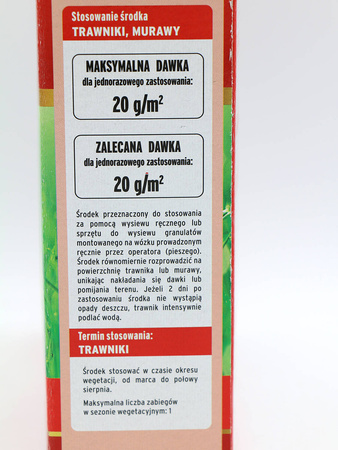 Stosowanie środka
TRAWNIKI, MURAWY
MAKSYMALNA DAWKA
dla jednorazowego zastosowania:
20 g/m²
ZALECANA DAWKA
dla jednorazowego zastosowania:
20 g/m²
Środek przeznaczony do stosowania
za pomocą wysiewu ręcznego lub
sprzętu do wysiewu granulatów
montowanego na wózku prowadzonym
ręcznie przez operatora (pieszego).
Środek równomiernie rozprowadzić na
powierzchnię trawnika lub murawy,
unikając nakładania się dawki lub
pomijania terenu. Jeżeli 2 dni po
zastosowaniu środka nie wystąpią
opady deszczu, trawnik intensywnie
podlać wodą.
Termin stosowania:
TRAWNIKI
Środek stosować w czasie okresu
wegetacji, od marca do połowy
sierpnia.
Maksymalna liczba zabiegów
w sezonie wegetacyjnym: 1